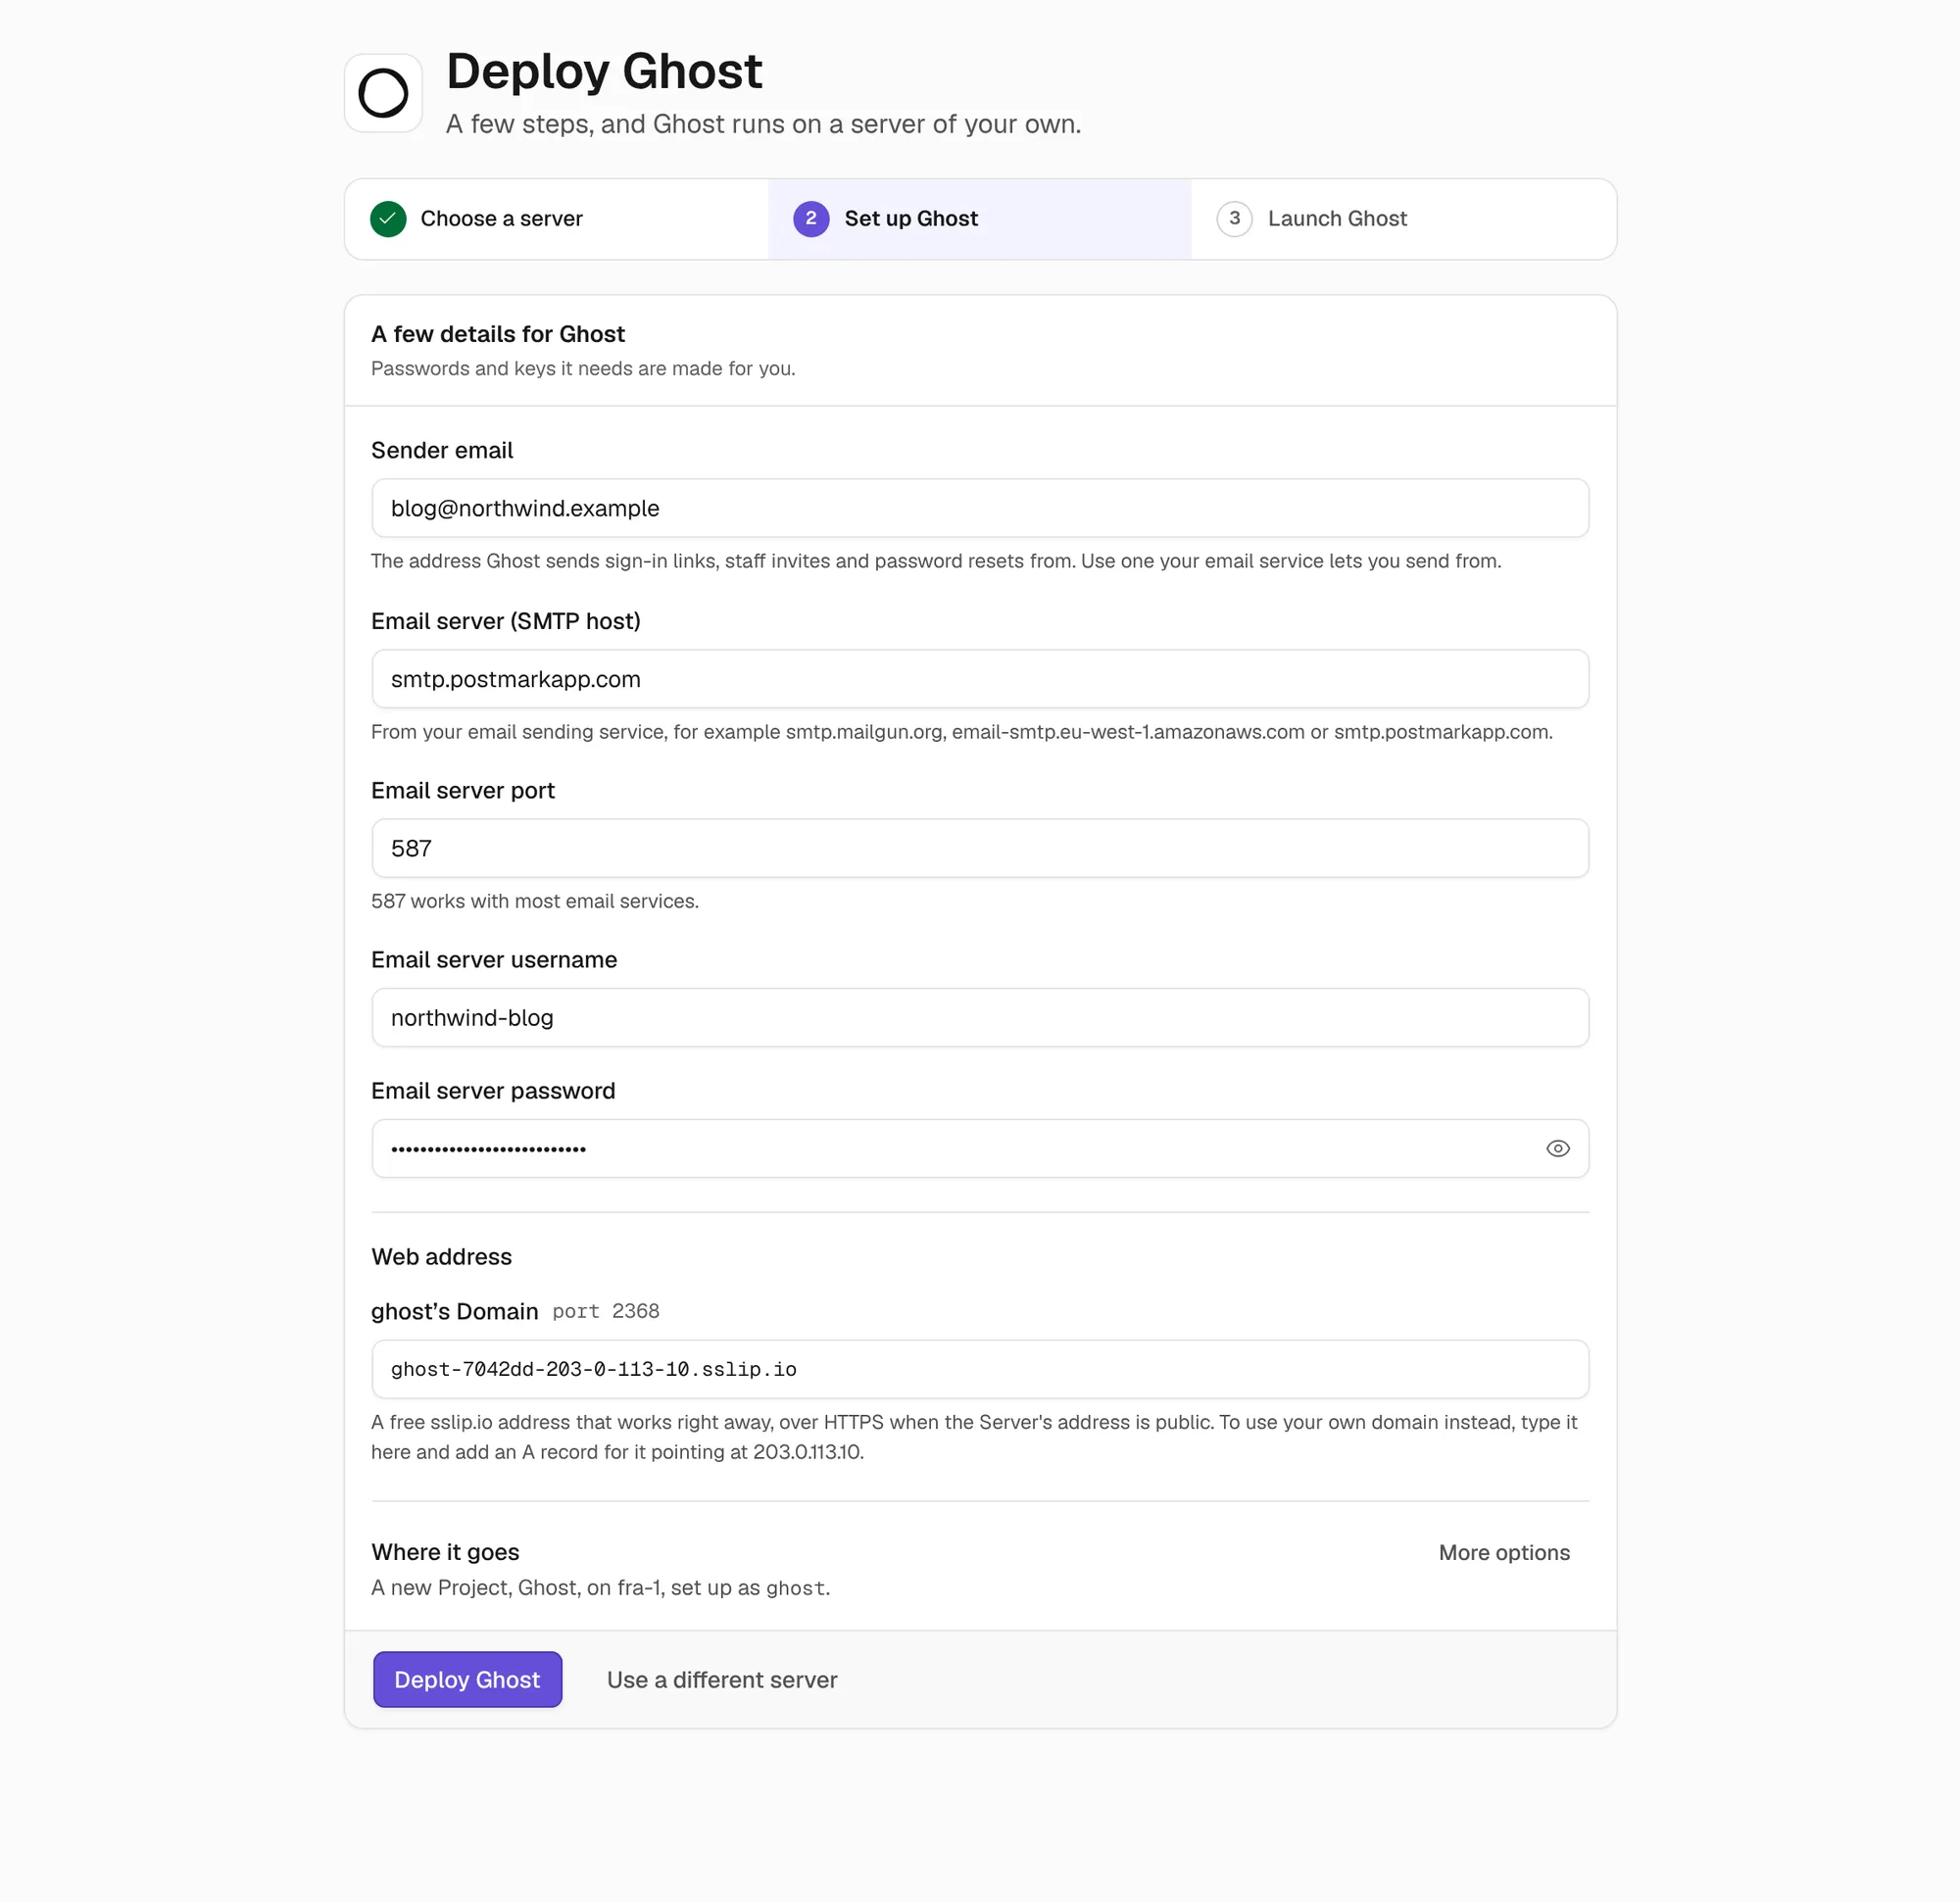 Deploy Ghost
A few steps, and Ghost runs on a server of your own.
Choose a server
2 Set up Ghost
3 Launch Ghost
A few details for Ghost
Passwords and keys it needs are made for you.
Sender email
blog@northwind.example
The address Ghost sends sign-in links, staff invites and password resets from. Use one your email service lets you send from.
Email server (SMTP host)
smtp.postmarkapp.com
From your email sending service, for example smtp.mailgun.org, email-smtp.eu-west-1.amazonaws.com or smtp.postmarkapp.com.
Email server port
587
587 works with most email services.
Email server username
northwind-blog
Email server password
•••••••••••••••••••••••••••
Web address
ghost’s Domain port 2368
ghost-7042dd-203-0-113-10.sslip.io
A free sslip.io address that works right away, over HTTPS when the Server's address is public. To use your own domain instead, type it
here and add an A record for it pointing at 203.0.113.10.
Where it goes
More options
A new Project, Ghost, on fra-1, set up as ghost.
Deploy Ghost
Use a different server